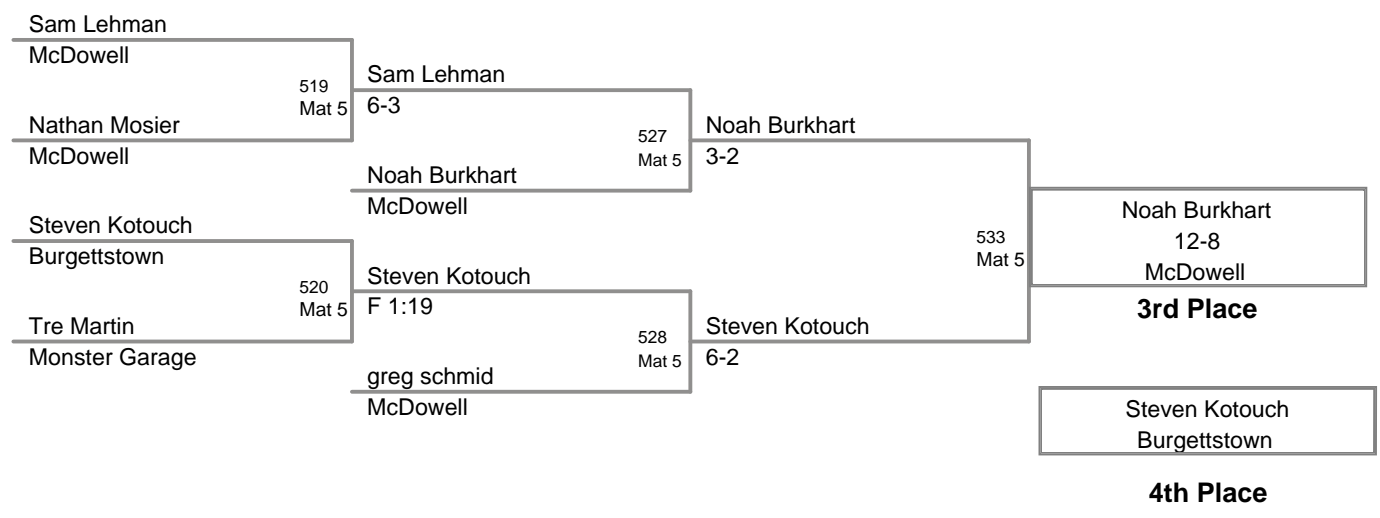 Sam Lehman
McDowell
519
Mat 5
Nathan Mosier
McDowell
Sam Lehman
6-3
527
Mat 5
Noah Burkhart
McDowell
Noah Burkhart
3-2
Steven Kotouch
Burgettstown
520
Mat 5
Tre Martin
Monster Garage
Steven Kotouch
F 1:19
528
Mat 5
greg schmid
McDowell
Steven Kotouch
6-2
533
Mat 5
Noah Burkhart
12-8
McDowell
3rd Place
Steven Kotouch
Burgettstown
4th Place